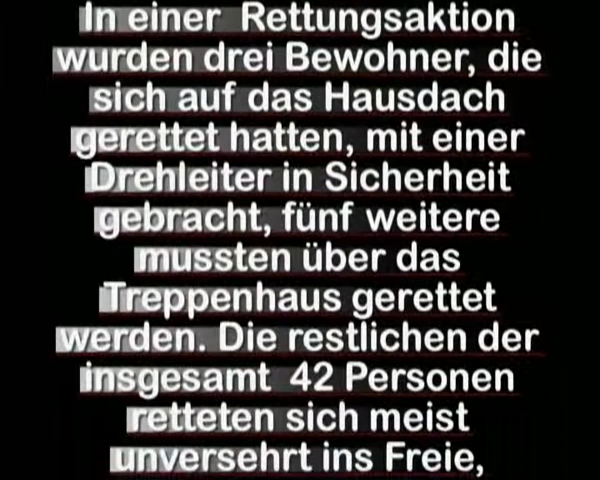 In einer Rettungsaktion
wurden drei Bewohner, die
sich auf das Hausdach
gerettet hatten, mit einer
Drehleiter in Sicherheit
gebracht, fünf weitere
mussten über das
Treppenhaus gerettet
werden. Die restlichen der
insgesamt 42 Personen
retteten sich meist
unversehrt ins Freie,